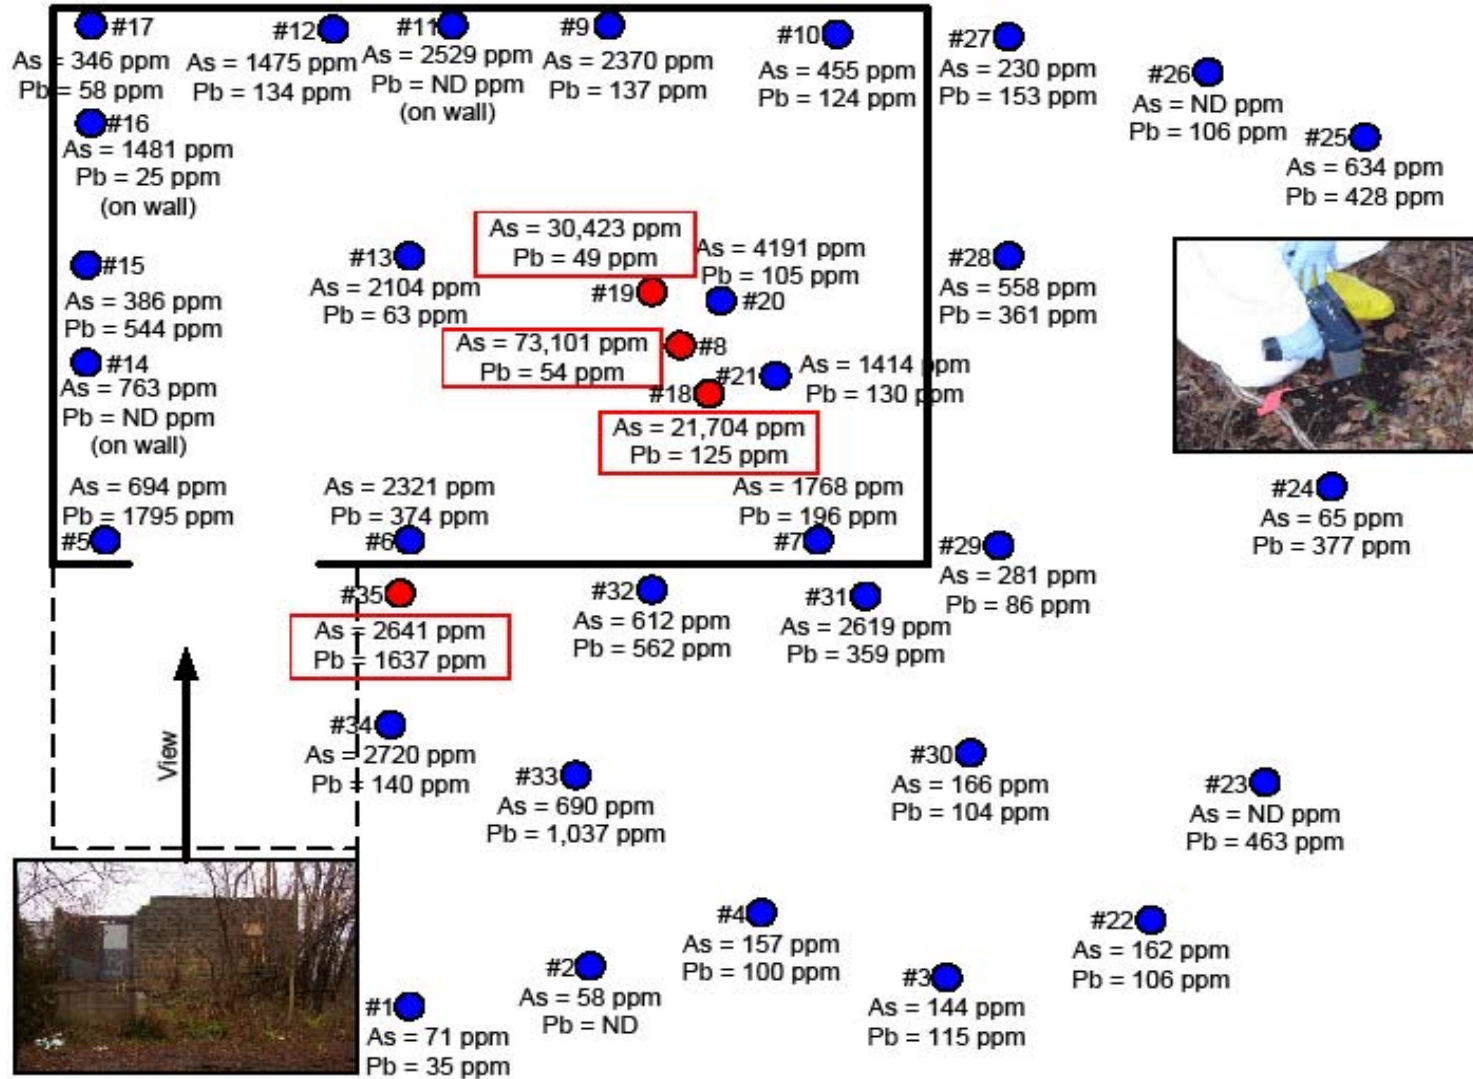 #17
As = 346 ppm
Pb = 58 ppm
#12
As = 1475 ppm
Pb = 134 ppm
#11
As = 2529 ppm
Pb = ND ppm
(on wall)
#9
As = 2370 ppm
Pb = 137 ppm
#10
As = 455 ppm
Pb = 124 ppm
#27
As = 230 ppm
Pb = 153 ppm
#26
As = ND ppm
Pb = 106 ppm
#25
As = 634 ppm
Pb = 428 ppm
#16
As = 1481 ppm
Pb = 25 ppm
(on wall)
#15
As = 386 ppm
Pb = 544 ppm
#13
As = 2104 ppm
Pb = 63 ppm
As = 30,423 ppm
Pb = 49 ppm
#19
As = 4191 ppm
Pb = 105 ppm
#20
#28
As = 558 ppm
Pb = 361 ppm
As = 73,101 ppm
Pb = 54 ppm
#8
#14
As = 763 ppm
Pb = ND ppm
(on wall)
#21
As = 1414 ppm
Pb = 130 ppm
#18
As = 21,704 ppm
Pb = 125 ppm
As = 694 ppm
Pb = 1795 ppm
#5
As = 2321 ppm
Pb = 374 ppm
#6
As = 1768 ppm
Pb = 196 ppm
#7
#24
As = 65 ppm
Pb = 377 ppm
#29
As = 281 ppm
Pb = 86 ppm
#35
As = 2641 ppm
Pb = 1637 ppm
#32
As = 612 ppm
Pb = 562 ppm
#31
As = 2619 ppm
Pb = 359 ppm
View
#34
As = 2720 ppm
Pb = 140 ppm
#33
As = 690 ppm
Pb = 1,037 ppm
#30
As = 166 ppm
Pb = 104 ppm
#23
As = ND ppm
Pb = 463 ppm
#4
As = 157 ppm
Pb = 100 ppm
#22
As = 162 ppm
Pb = 106 ppm
#2
As = 58 ppm
Pb = ND
#3
As = 144 ppm
Pb = 115 ppm
#1
As = 71 ppm
Pb = 35 ppm